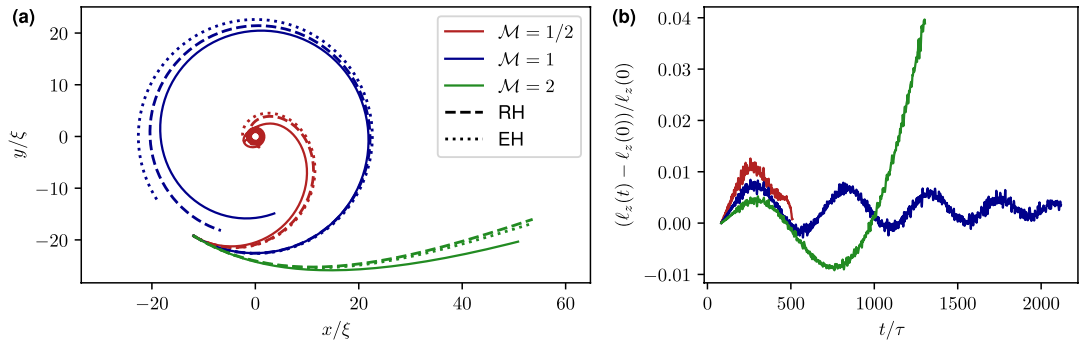 (a)
20
10
0
−10
−20
y/ξ
−20
0
20
40
60
x/ξ
ℳ = 1/2
ℳ = 1
ℳ = 2
RH
EH
(b)
0.04
0.03
0.02
0.01
0.00
−0.01
(ℓz(t) − ℓz(0))/ℓz(0)
0
500
1000
1500
2000
t/τ